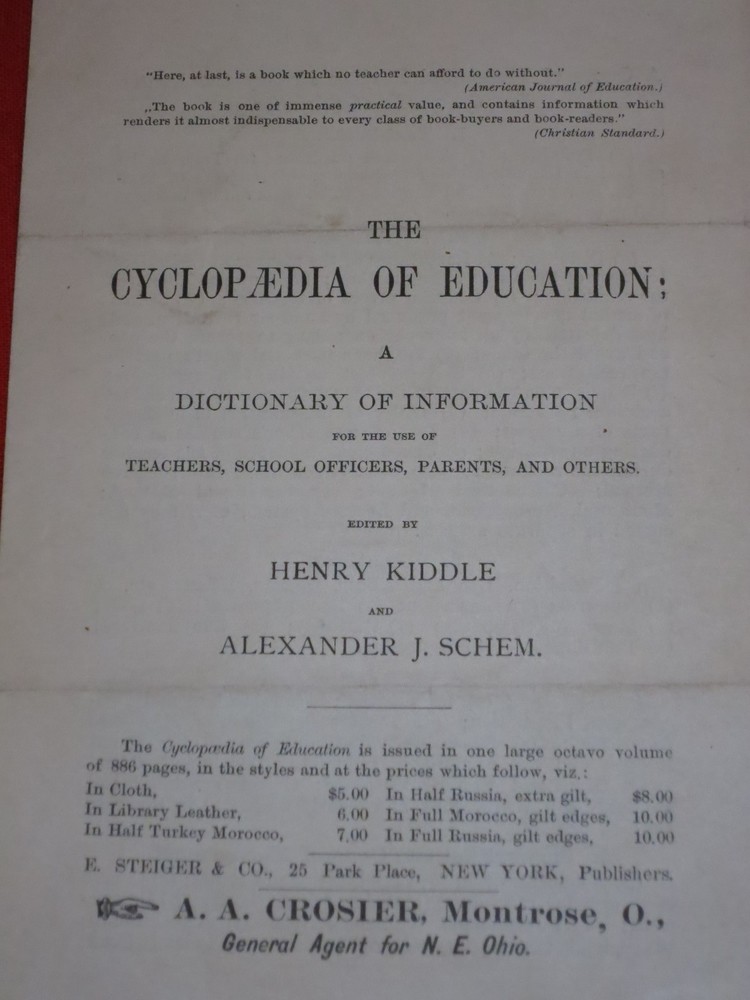 "Here, at last, is a book which no teacher can afford to do without."
(American Journal of Education.)
„The book is one of immense practical value, and contains information which
renders it almost indispensable to every class of book-buyers and book-readers."
(Christian Standard.)
THE
CYCLOPÆDIA OF EDUCATION;
A
DICTIONARY OF INFORMATION
FOR THE USE OF
TEACHERS, SCHOOL OFFICERS, PARENTS, AND OTHERS.
EDITED BY
HENRY KIDDLE
AND
ALEXANDER J. SCHEM.
The Cyclopædia of Education is issued in one large octavo volume
of 886 pages, in the styles and at the prices which follow, viz.:
In Cloth, $5.00 In Half Russia, extra gilt, $8.00
In Library Leather, 6.00 In Full Morocco, gilt edges, 10.00
In Half Turkey Morocco, 7.00 In Full Russia, gilt edges, 10.00
E. STEIGER & CO., 25 Park Place, NEW YORK, Publishers.
A. A. CROSIER, Montrose, O.,
General Agent for N. E. Ohio.